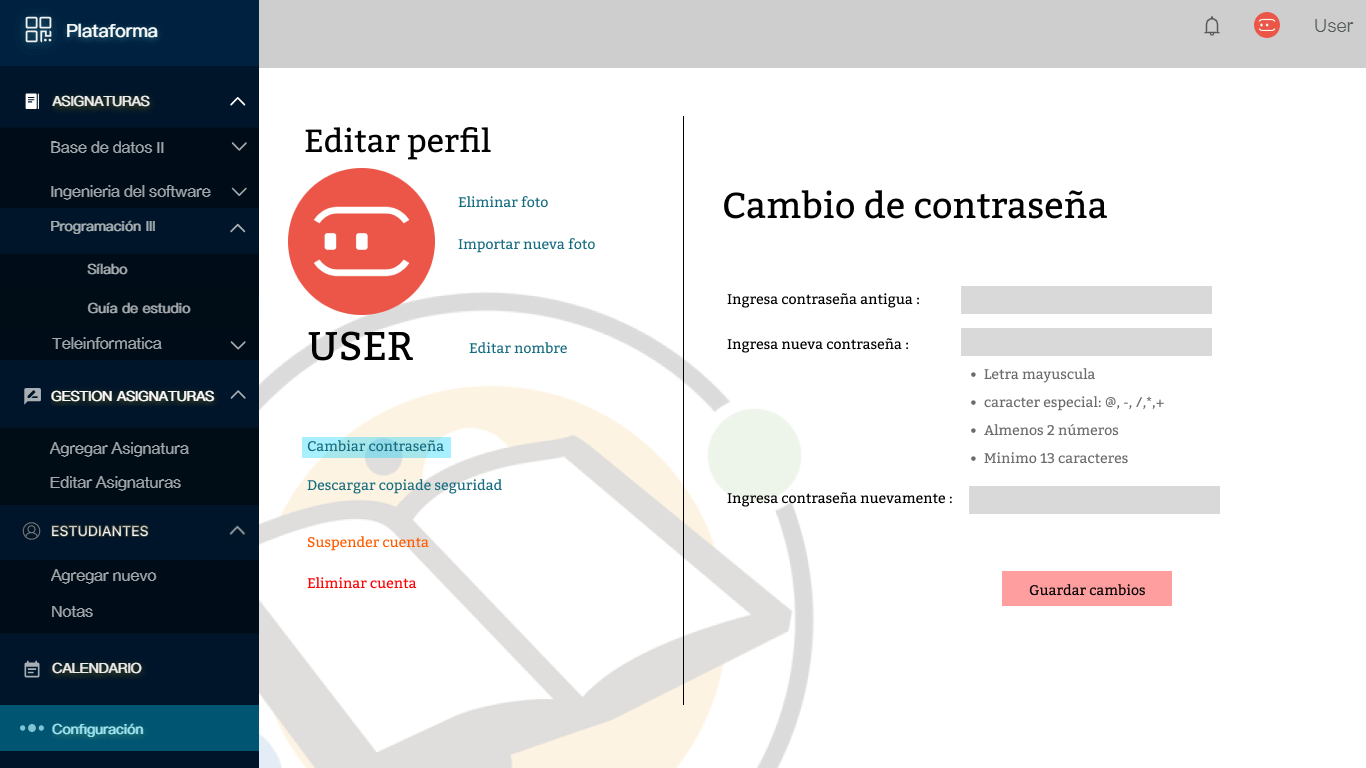 Plataforma
User
ASIGNATURAS
Base de datos II
Ingenieria del software
Programación III
Sílabo
Guía de estudio
Teleinformatica
GESTION ASIGNATURAS
Agregar Asignatura
Editar Asignaturas
ESTUDIANTES
Agregar nuevo
Notas
CALENDARIO
Configuración
Editar perfil
Eliminar foto
Importar nueva foto
USER
Editar nombre
Cambiar contraseña
Descargar copiade seguridad
Suspender cuenta
Eliminar cuenta
Cambio de contraseña
Ingresa contraseña antigua :
Ingresa nueva contraseña :
• Letra mayuscula
• caracter especial: @, -, /,*,+
• Almenos 2 números
• Minimo 13 caracteres
Ingresa contraseña nuevamente :
Guardar cambios